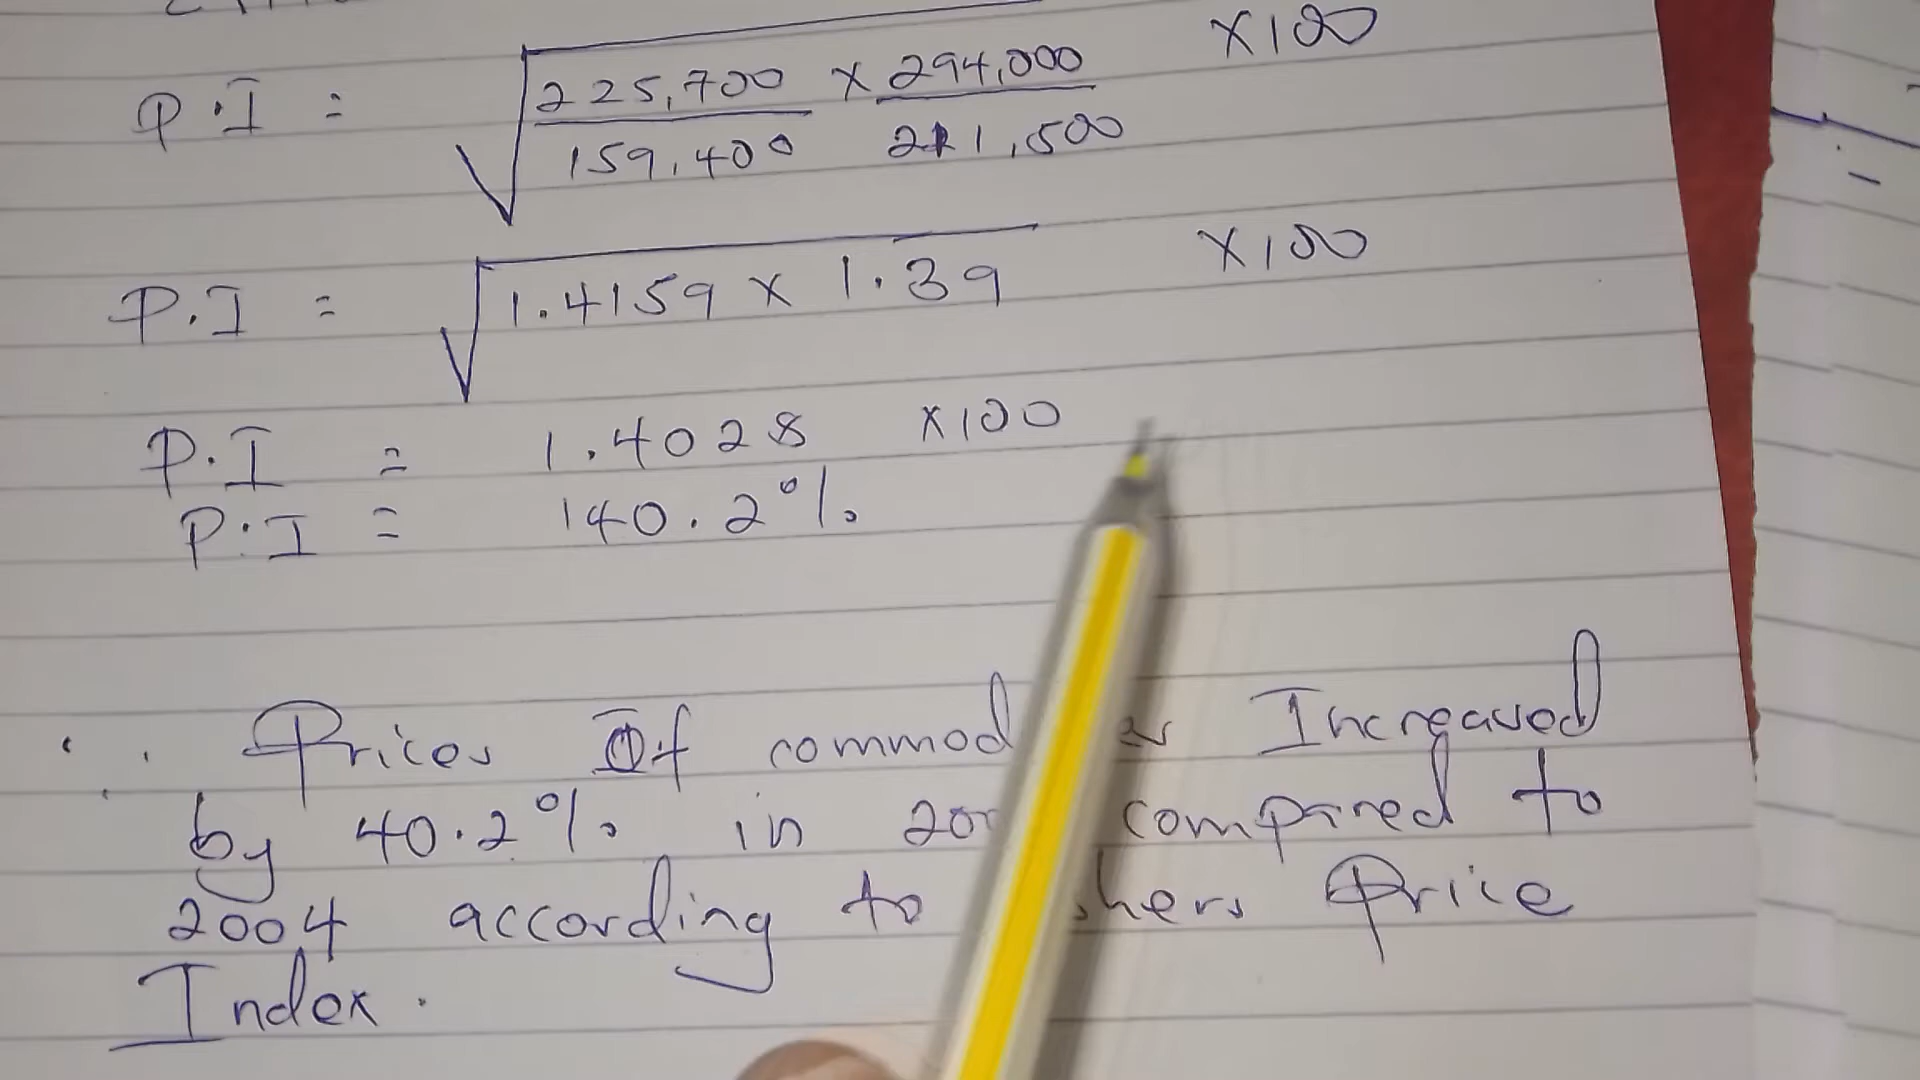 P.I = √ 225,700 / 159,400 × 294,000 / 211,500 ×100
P.I = √ 1.4159 × 1.39 ×100
P.I = 1.4028 ×100
P.I = 140.2%
∴ Prices Of Increased
by 40.2% in compared to
2004 according to Price
Index.